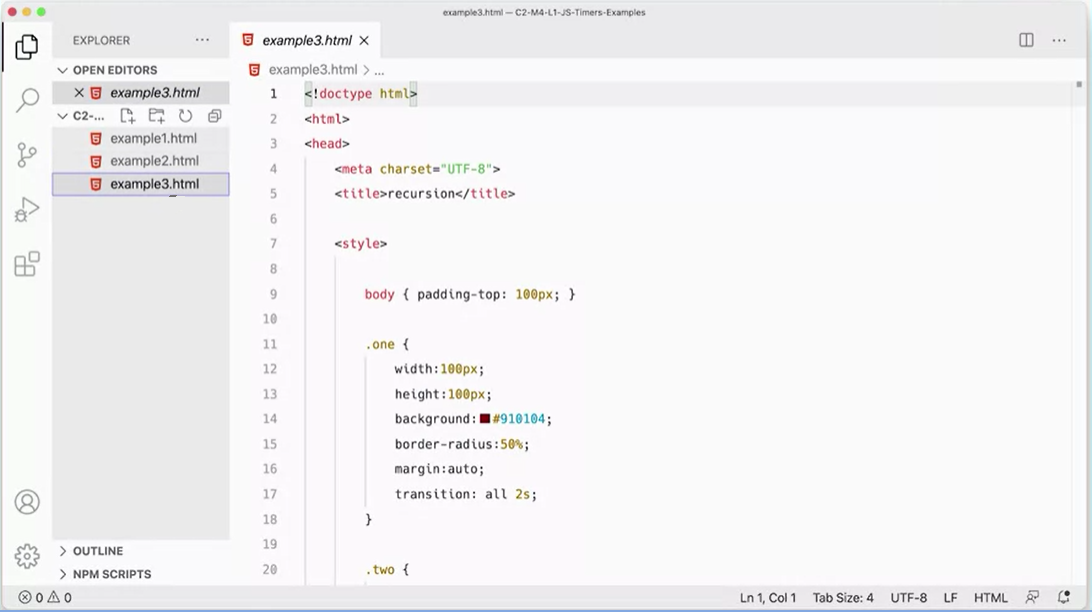 example3.html — C2-M4-L1-JS-Timers-Examples
EXPLORER
example3.html
OPEN EDITORS
example3.html
C2-...
example1.html
example2.html
example3.html
OUTLINE
NPM SCRIPTS
example3.html > ...
1 <!doctype html>
2 <html>
3 <head>
4 <meta charset="UTF-8">
5 <title>recursion</title>
6
7 <style>
8
9 body { padding-top: 100px; }
10
11 .one {
12 width:100px;
13 height:100px;
14 background:#910104;
15 border-radius:50%;
16 margin:auto;
17 transition: all 2s;
18 }
19
20 .two {
0 0 Ln 1, Col 1 Tab Size: 4 UTF-8 LF HTML